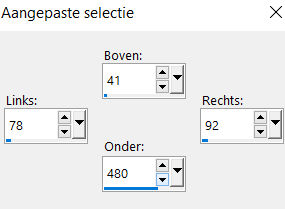 Aangepaste selectie
Boven:
41
Links:
78
Rechts:
92
Onder:
480